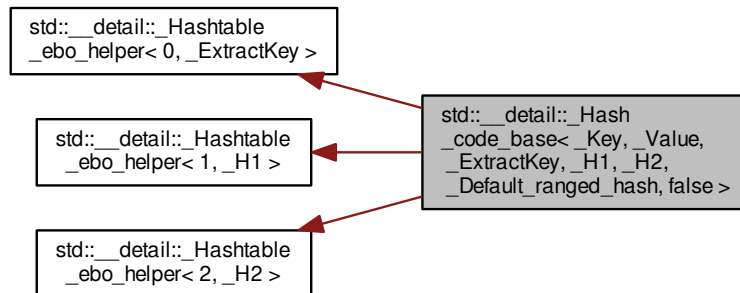 std::__detail::_Hashtable
_ebo_helper< 0, _ExtractKey >
std::__detail::_Hash
_code_base< _Key, _Value,
_ExtractKey, _H1, _H2,
_Default_ranged_hash, false >
std::__detail::_Hashtable
_ebo_helper< 1, _H1 >
std::__detail::_Hashtable
_ebo_helper< 2, _H2 >